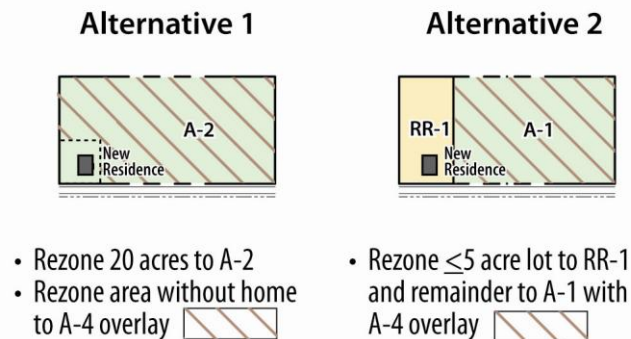 Alternative 1
A-2
New
Residence
• Rezone 20 acres to A-2
• Rezone area without home
to A-4 overlay
Alternative 2
RR-1
A-1
New
Residence
• Rezone ≤5 acre lot to RR-1
and remainder to A-1 with
A-4 overlay